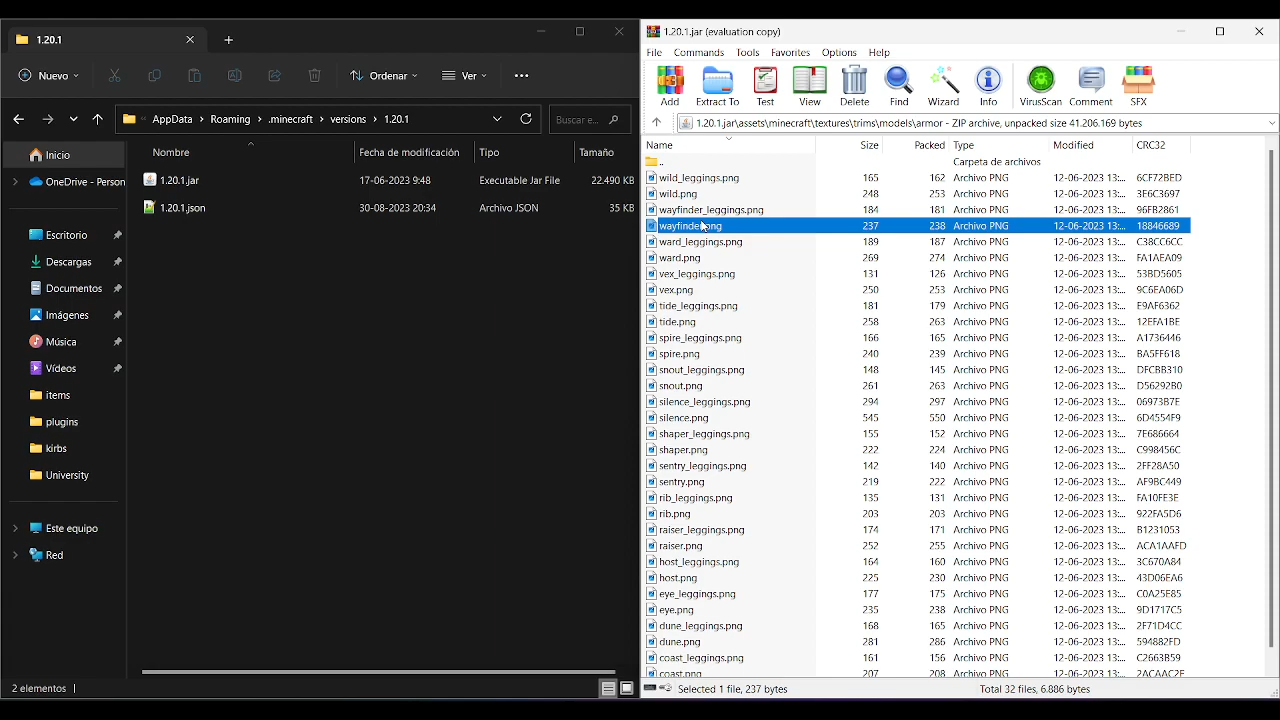 1.20.1
Nuevo
Ordenar
Ver
AppData
Roaming
.minecraft
versions
1.20.1
Buscar e...
Nombre
Fecha de modificación
Tipo
Tamaño
1.20.1.jar
17-06-2023 9:48
Executable Jar File
22.490 KB
1.20.1.json
30-08-2023 20:34
Archivo JSON
35 KB
Inicio
OneDrive - Person
Escritorio
Descargas
Documentos
Imágenes
Música
Vídeos
items
plugins
kirbs
University
Este equipo
Red
2 elementos
1.20.1.jar (evaluation copy)
File Commands Tools Favorites Options Help
Add Extract To Test View Delete Find Wizard Info VirusScan Comment SFX
1.20.1.jar\assets\minecraft\textures\trims\models\armor - ZIP archive, unpacked size 41.206.169 bytes
Name Size Packed Type Modified CRC32
.. Carpeta de archivos
wild_leggings.png 165 162 Archivo PNG 12-06-2023 13:... 6CF72BED
wild.png 248 253 Archivo PNG 12-06-2023 13:... 3E6C3697
wayfinder_leggings.png 184 181 Archivo PNG 12-06-2023 13:... 96FB2861
wayfinder.png 237 238 Archivo PNG 12-06-2023 13:... 18846689
ward_leggings.png 189 187 Archivo PNG 12-06-2023 13:... C38CC6CC
ward.png 269 274 Archivo PNG 12-06-2023 13:... FA1AEA09
vex_leggings.png 131 126 Archivo PNG 12-06-2023 13:... 53BD5605
vex.png 250 253 Archivo PNG 12-06-2023 13:... 9C6EA06D
tide_leggings.png 181 179 Archivo PNG 12-06-2023 13:... E9AF6362
tide.png 258 263 Archivo PNG 12-06-2023 13:... 12EFA1BE
spire_leggings.png 166 165 Archivo PNG 12-06-2023 13:... A1736446
spire.png 240 239 Archivo PNG 12-06-2023 13:... BA5FF618
snout_leggings.png 148 145 Archivo PNG 12-06-2023 13:... DFCBB310
snout.png 261 263 Archivo PNG 12-06-2023 13:... D56292B0
silence_leggings.png 294 297 Archivo PNG 12-06-2023 13:... 06973B7E
silence.png 545 550 Archivo PNG 12-06-2023 13:... 6D4554F9
shaper_leggings.png 155 152 Archivo PNG 12-06-2023 13:... 7E686664
shaper.png 222 224 Archivo PNG 12-06-2023 13:... C998456C
sentry_leggings.png 142 140 Archivo PNG 12-06-2023 13:... 2FF28A50
sentry.png 219 222 Archivo PNG 12-06-2023 13:... AF9BC449
rib_leggings.png 135 131 Archivo PNG 12-06-2023 13:... FA10FE3E
rib.png 203 203 Archivo PNG 12-06-2023 13:... 922FA5D6
raiser_leggings.png 174 171 Archivo PNG 12-06-2023 13:... B1231053
raiser.png 252 255 Archivo PNG 12-06-2023 13:... ACA1AAFD
host_leggings.png 164 160 Archivo PNG 12-06-2023 13:... 3C670A84
host.png 225 230 Archivo PNG 12-06-2023 13:... 43D06EA6
eye_leggings.png 177 175 Archivo PNG 12-06-2023 13:... C0A25E85
eye.png 235 238 Archivo PNG 12-06-2023 13:... 9D1717C5
dune_leggings.png 168 165 Archivo PNG 12-06-2023 13:... 2F71D4CC
dune.png 281 286 Archivo PNG 12-06-2023 13:... 594882FD
coast_leggings.png 161 156 Archivo PNG 12-06-2023 13:... C2663B59
coast.png 207 208 Archivo PNG 12-06-2023 13:... 2ACAAC2F
Selected 1 file, 237 bytes
Total 32 files, 6.886 bytes